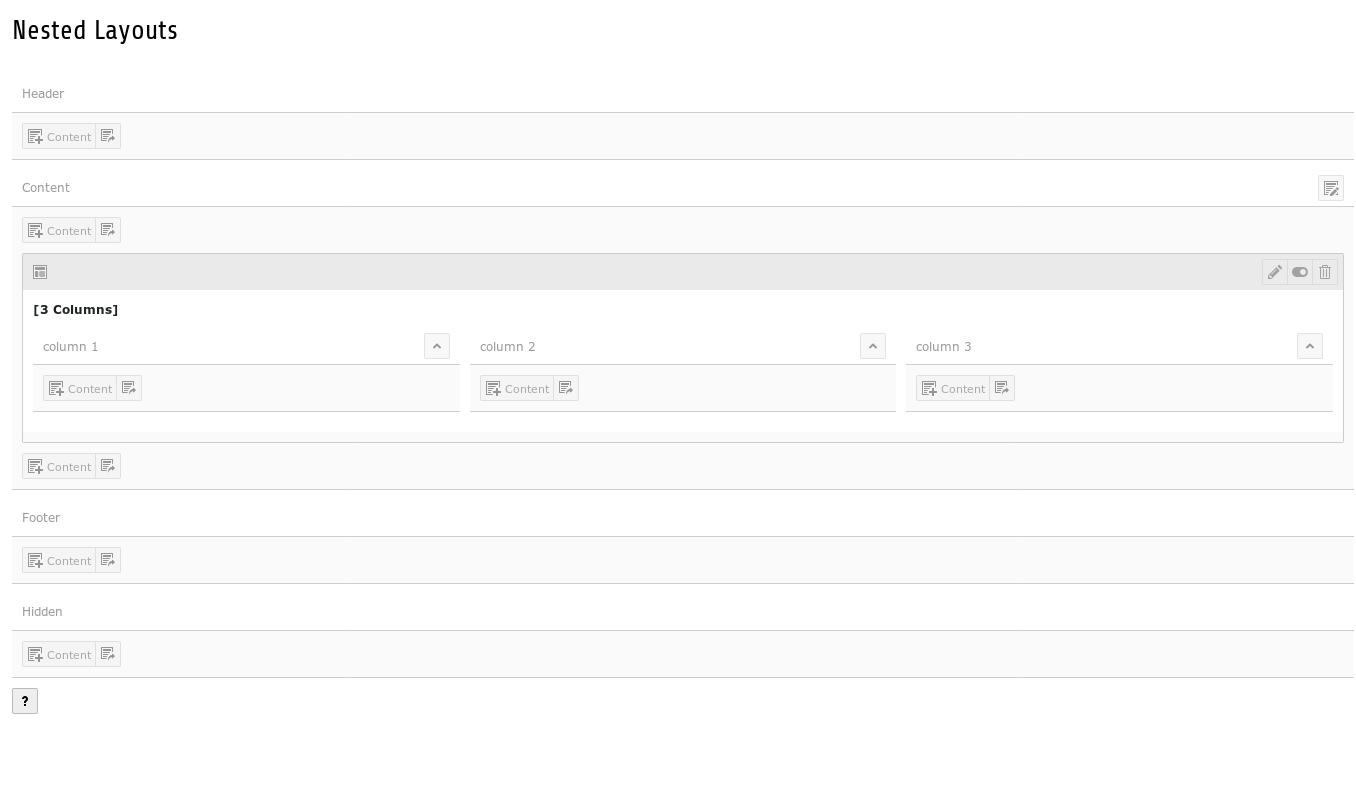 Nested Layouts
Header
Content
Content
Content
[3 Columns]
column 1 column 2 column 3
Content Content Content
Content
Footer
Content
Hidden
Content
?